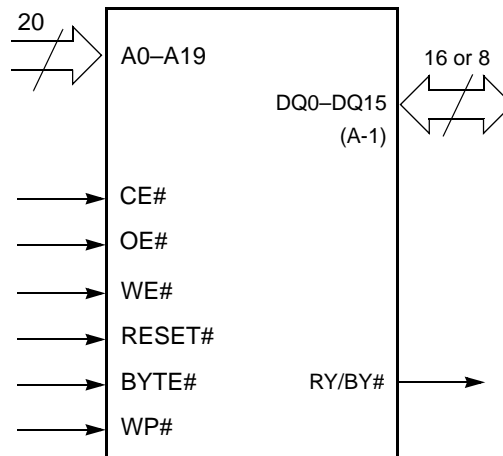 20
A0–A19
16 or 8
DQ0–DQ15
(A-1)
CE#
OE#
WE#
RESET#
BYTE#
RY/BY#
WP#